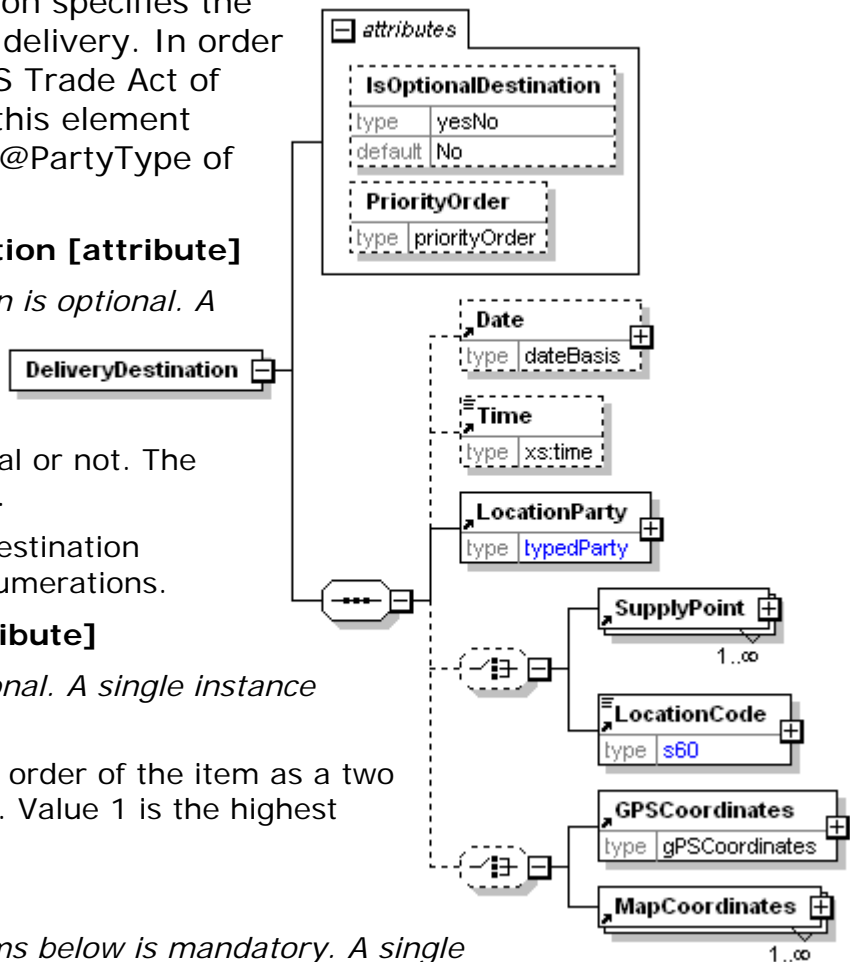 on specifies the
delivery. In order
S Trade Act of
this element
@PartyType of
tion [attribute]
n is optional. A
al or not. The
.
estination
umerations.
ibute]
onal. A single instance
order of the item as a two
. Value 1 is the highest
ms below is mandatory. A single
attributes
IsOptionalDestination
type yesNo
default No
PriorityOrder
type priorityOrder
DeliveryDestination
Date
type dateBasis
Time
type xs:time
LocationParty
type typedParty
SupplyPoint
1..∞
LocationCode
type s60
GPSCoordinates
type gPSCoordinates
MapCoordinates
1..∞